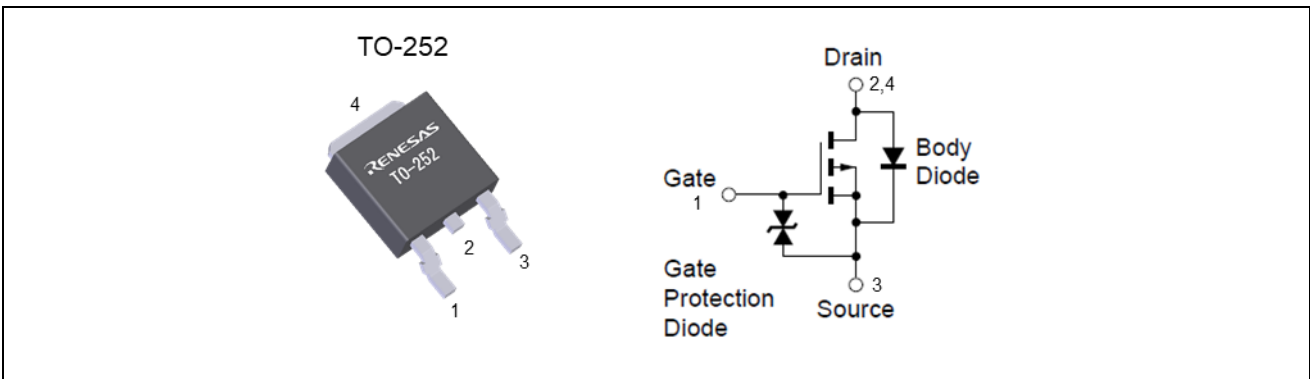 TO-252
4
RENESAS
TO-252
2
3
1
Drain
2,4
Body
Diode
Gate
1
Gate
Protection
Diode
3
Source